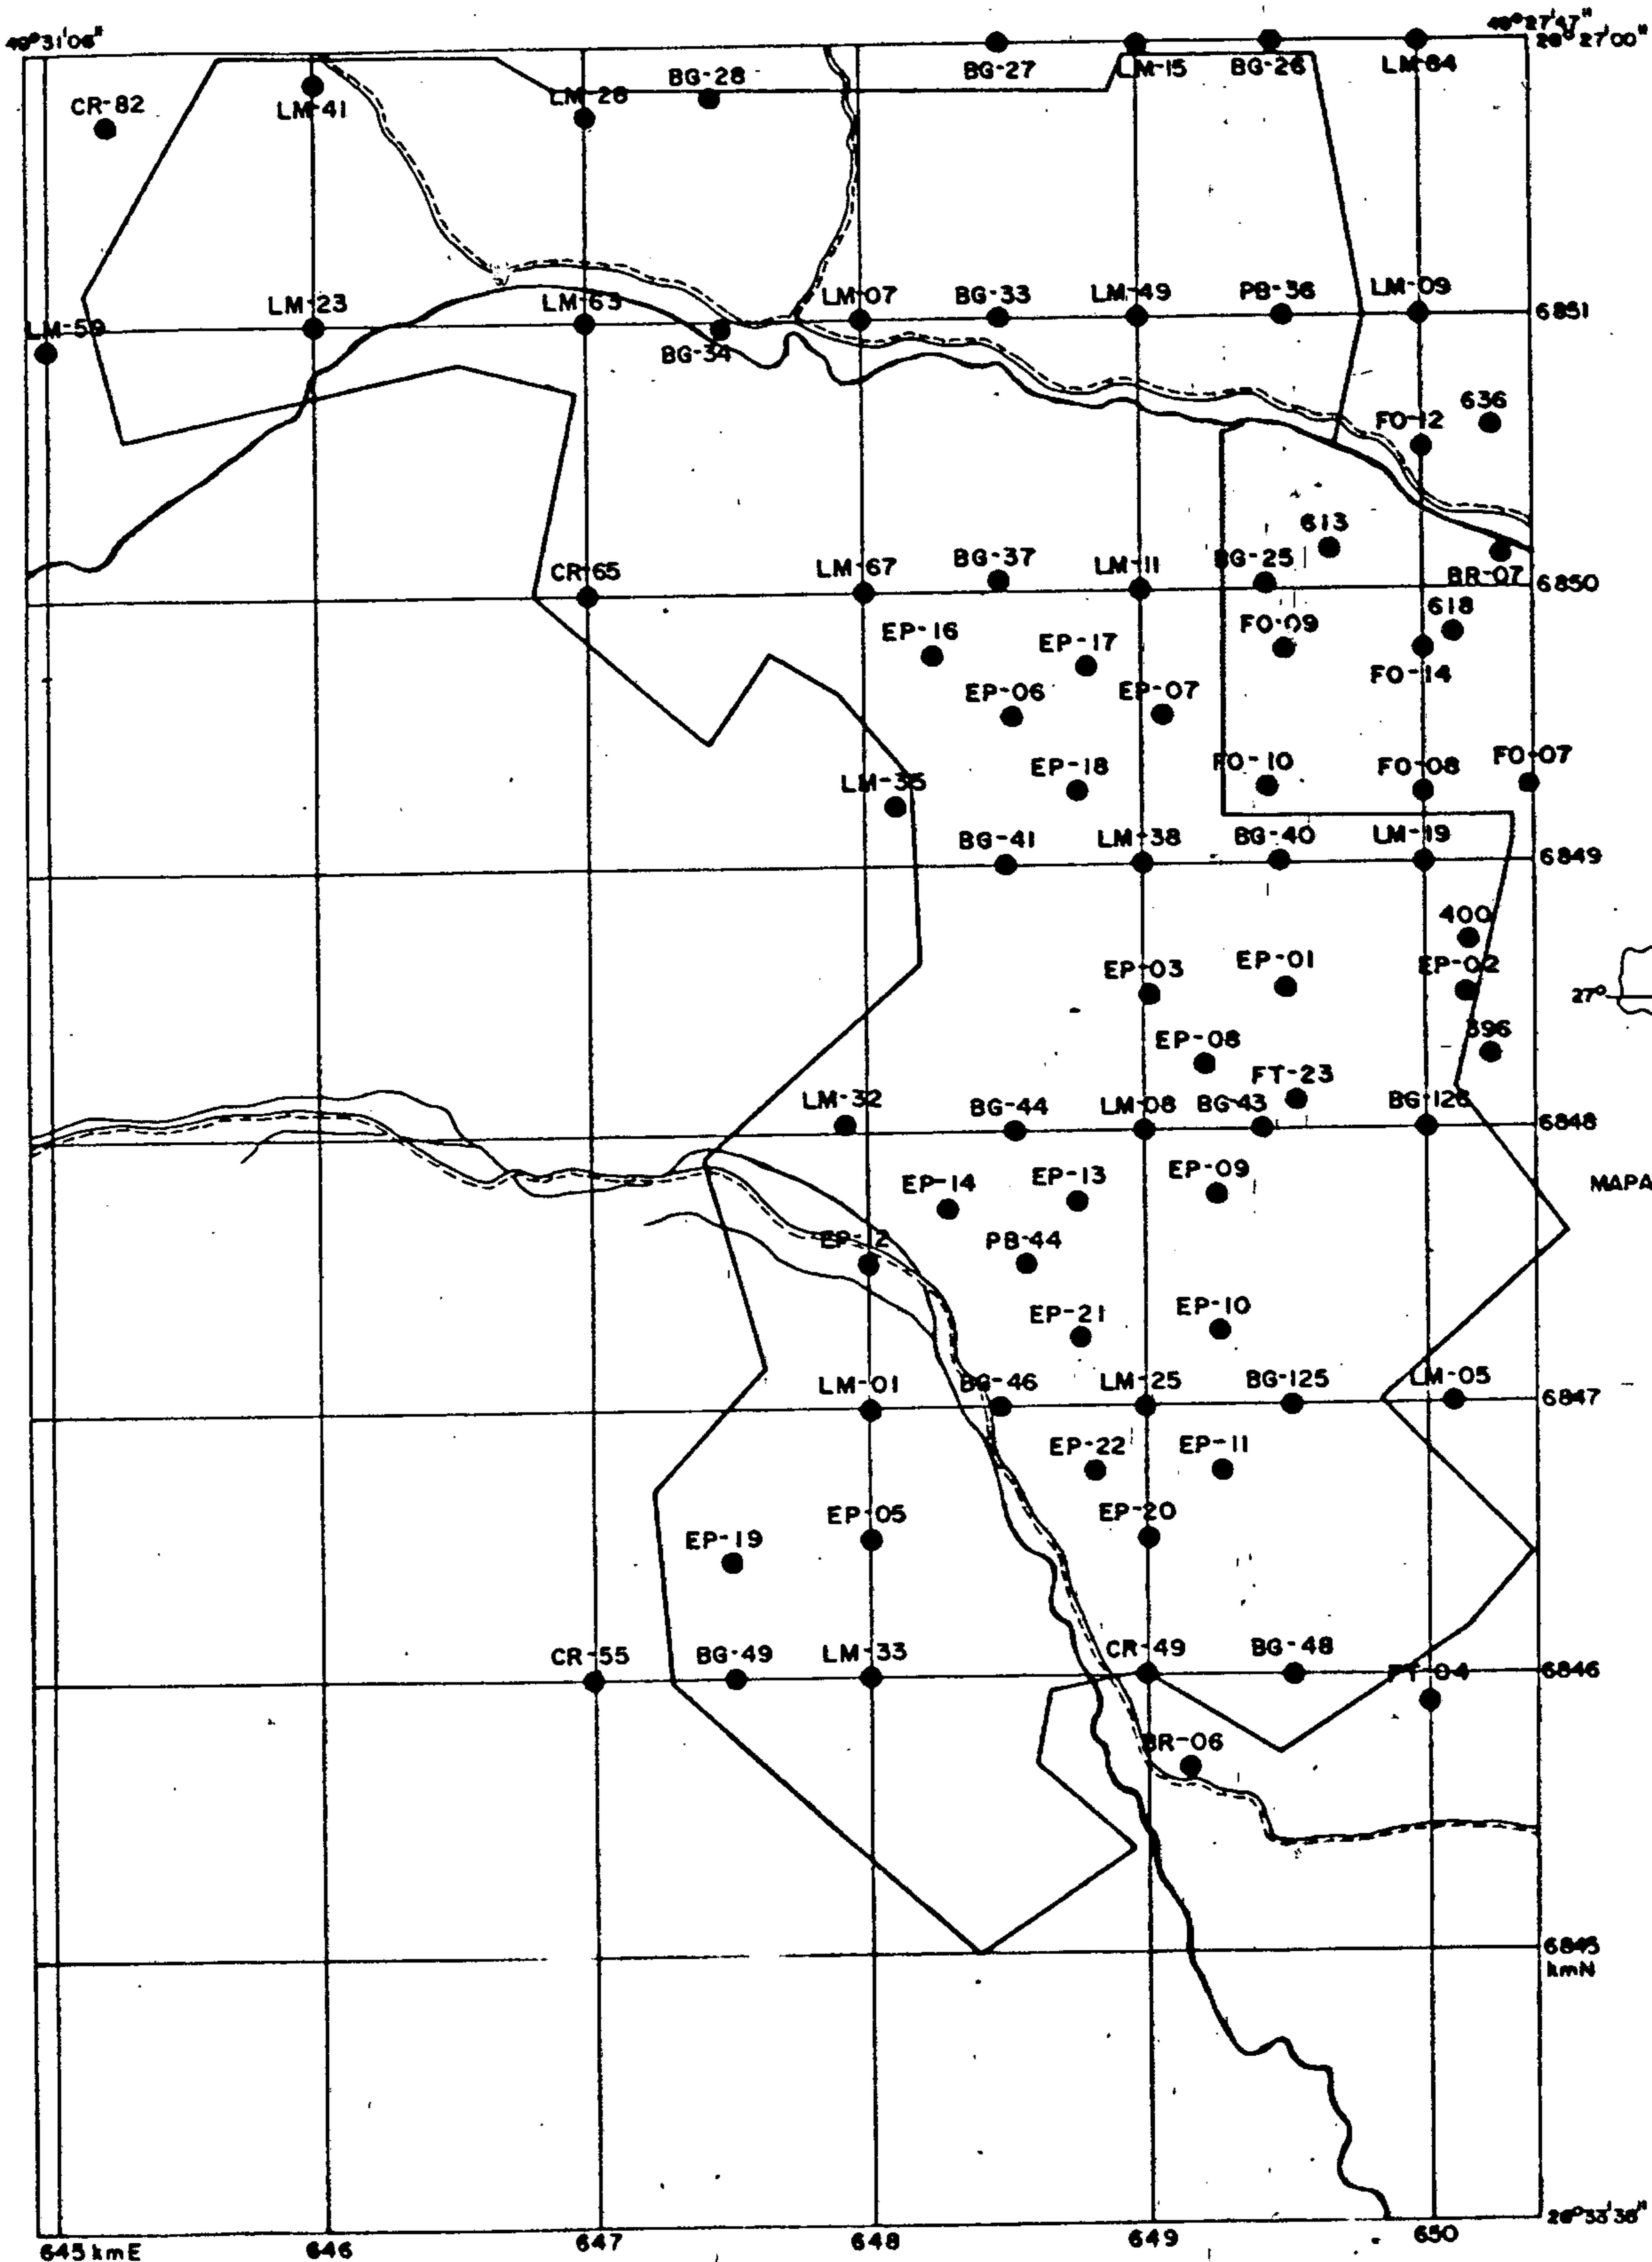 49°31'06"
49°27'47"
26°27'00"
CR-82
LM-41
LM-26
BG-28
BG-27
LM-15
BG-26
LM-64
LM-59
LM-23
LM-63
BG-34
LM-07
BG-33
LM-49
PB-36
LM-09
6851
636
FO-12
613
CR-65
LM-67
BG-37
LM-11
BG-25
BR-07
6850
618
EP-16
EP-17
FO-09
FO-14
EP-06
EP-07
LM-35
EP-18
FO-10
FO-08
FO-07
BG-41
LM-38
BG-40
LM-19
6849
400
EP-03
EP-01
EP-02
27°
396
EP-08
FT-23
LM-32
BG-44
LM-08
BG-43
BG-126
6848
EP-14
EP-13
EP-09
MAPA
EP-12
PB-44
EP-21
EP-10
LM-01
BG-46
LM-25
BG-125
LM-05
6847
EP-22
EP-11
EP-19
EP-05
EP-20
CR-55
BG-49
LM-33
CR-49
BG-48
FT-04
6846
BR-06
6845
kmN
26°33'36"
645 kmE
646
647
648
649
650